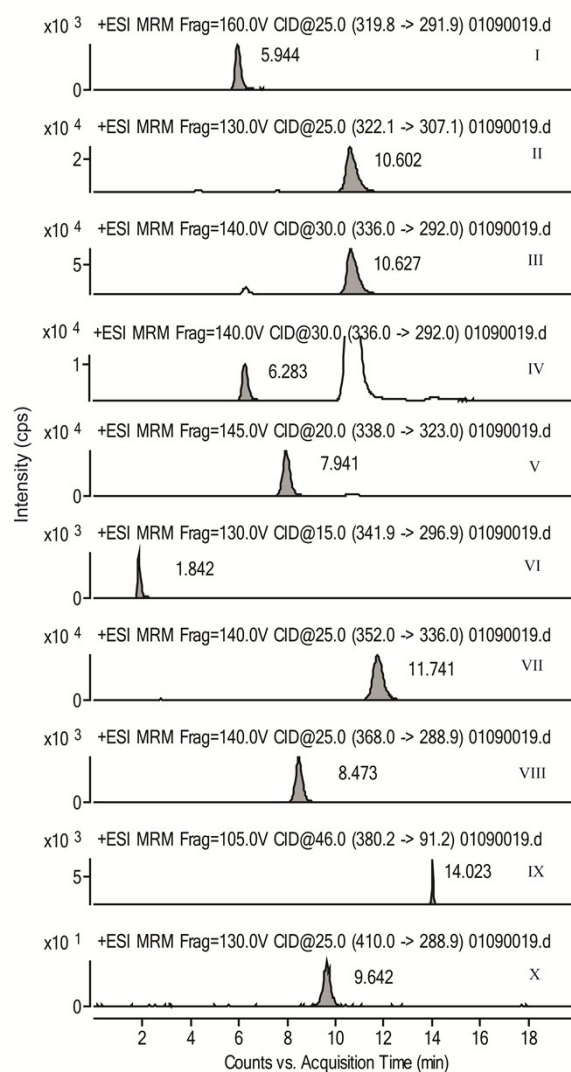 x10 3 +ESI MRM Frag=160.0V CID@25.0 (319.8 -> 291.9) 01090019.d
5.944 I
0
x10 4 +ESI MRM Frag=130.0V CID@25.0 (322.1 -> 307.1) 01090019.d
2 10.602 II
x10 4 +ESI MRM Frag=140.0V CID@30.0 (336.0 -> 292.0) 01090019.d
5 10.627 III
x10 4 +ESI MRM Frag=140.0V CID@30.0 (336.0 -> 292.0) 01090019.d
1 6.283 IV
x10 4 +ESI MRM Frag=145.0V CID@20.0 (338.0 -> 323.0) 01090019.d
7.941 V
0
x10 3 +ESI MRM Frag=130.0V CID@15.0 (341.9 -> 296.9) 01090019.d
1.842 VI
0
x10 4 +ESI MRM Frag=140.0V CID@25.0 (352.0 -> 336.0) 01090019.d
11.741 VII
0
x10 3 +ESI MRM Frag=140.0V CID@25.0 (368.0 -> 288.9) 01090019.d
8.473 VIII
0
x10 3 +ESI MRM Frag=105.0V CID@46.0 (380.2 -> 91.2) 01090019.d
5 14.023 IX
x10 1 +ESI MRM Frag=130.0V CID@25.0 (410.0 -> 288.9) 01090019.d
9.642 X
0
2 4 6 8 10 12 14 16 18
Counts vs. Acquisition Time (min)
Intensity (cps)